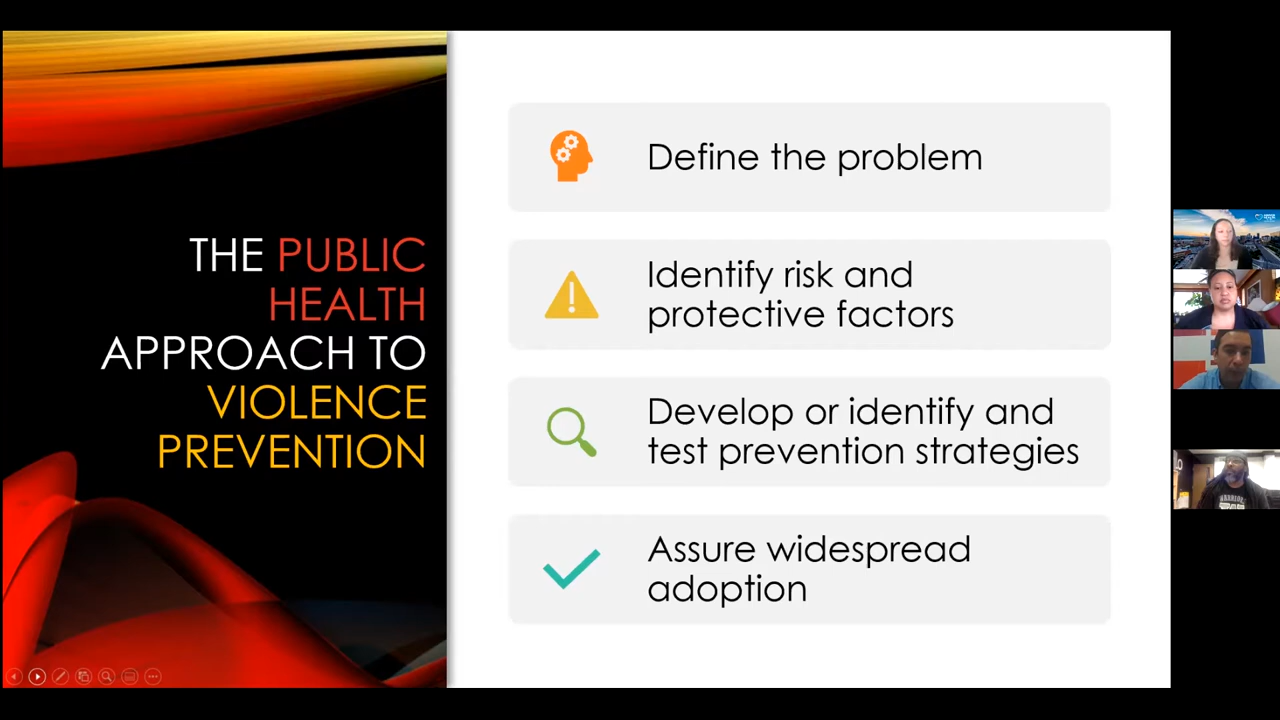 THE PUBLIC
HEALTH
APPROACH TO
VIOLENCE
PREVENTION
Define the problem
Identify risk and
protective factors
Develop or identify and
test prevention strategies
Assure widespread
adoption
WARRIORS